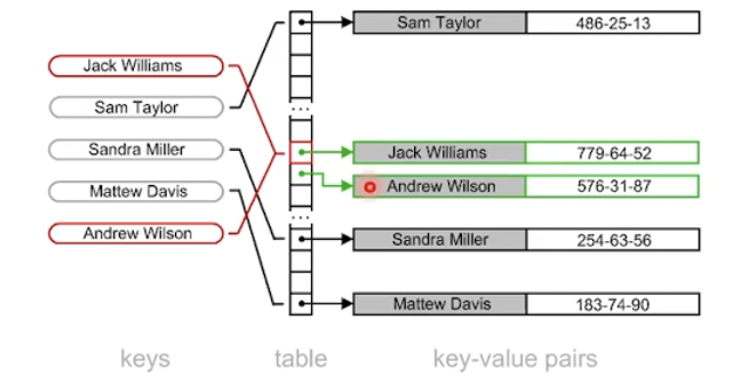 Sam Taylor 486-25-13
Jack Williams
Sam Taylor
...
Sandra Miller
Jack Williams 779-64-52
Mattew Davis
Andrew Wilson 576-31-87
...
Andrew Wilson
Sandra Miller 254-63-56
Mattew Davis 183-74-90
keys table key-value pairs